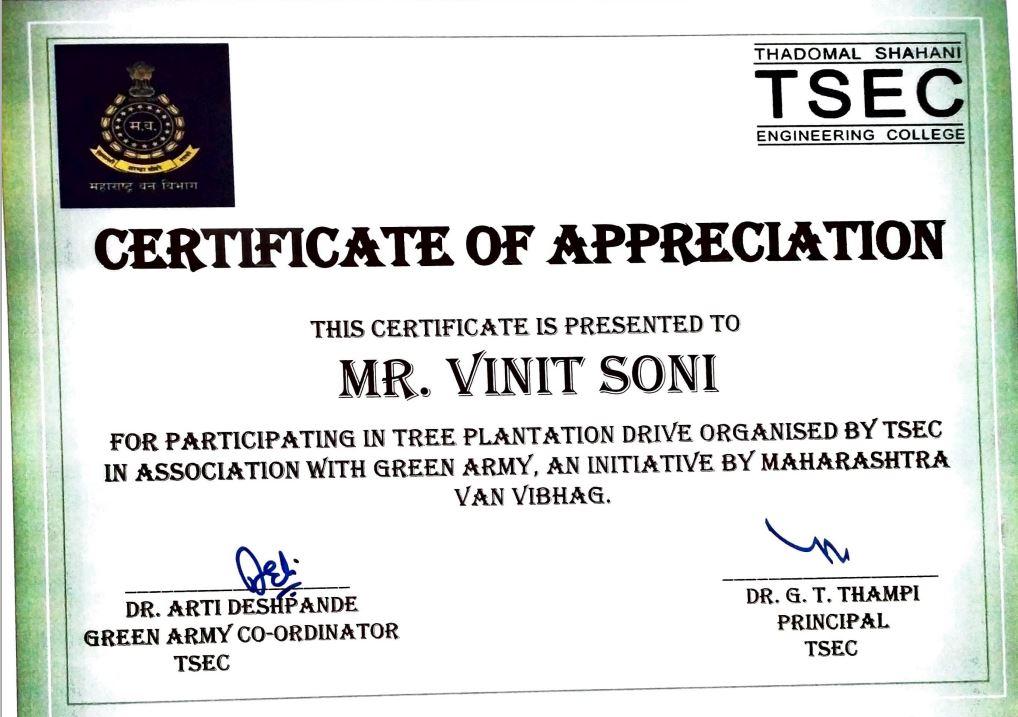 म.व.
महाराष्ट्र वन विभाग
THADOMAL SHAHANI
TSEC
ENGINEERING COLLEGE
CERTIFICATE OF APPRECIATION
THIS CERTIFICATE IS PRESENTED TO
MR. VINIT SONI
FOR PARTICIPATING IN TREE PLANTATION DRIVE ORGANISED BY TSEC
IN ASSOCIATION WITH GREEN ARMY, AN INITIATIVE BY MAHARASHTRA
VAN VIBHAG.
DR. ARTI DESHPANDE
GREEN ARMY CO-ORDINATOR
TSEC
DR. G. T. THAMPI
PRINCIPAL
TSEC